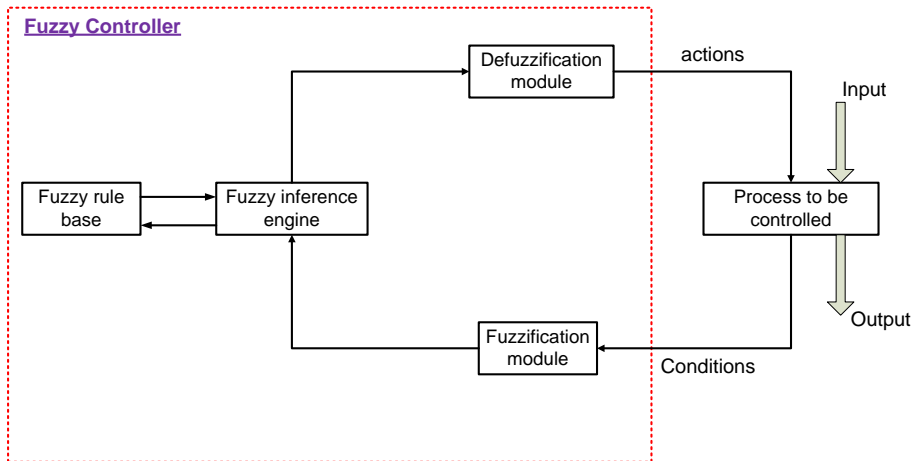 Fuzzy Controller
Defuzzification
module
actions
Input
Fuzzy rule
base
Fuzzy inference
engine
Process to be
controlled
Fuzzification
module
Conditions
Output